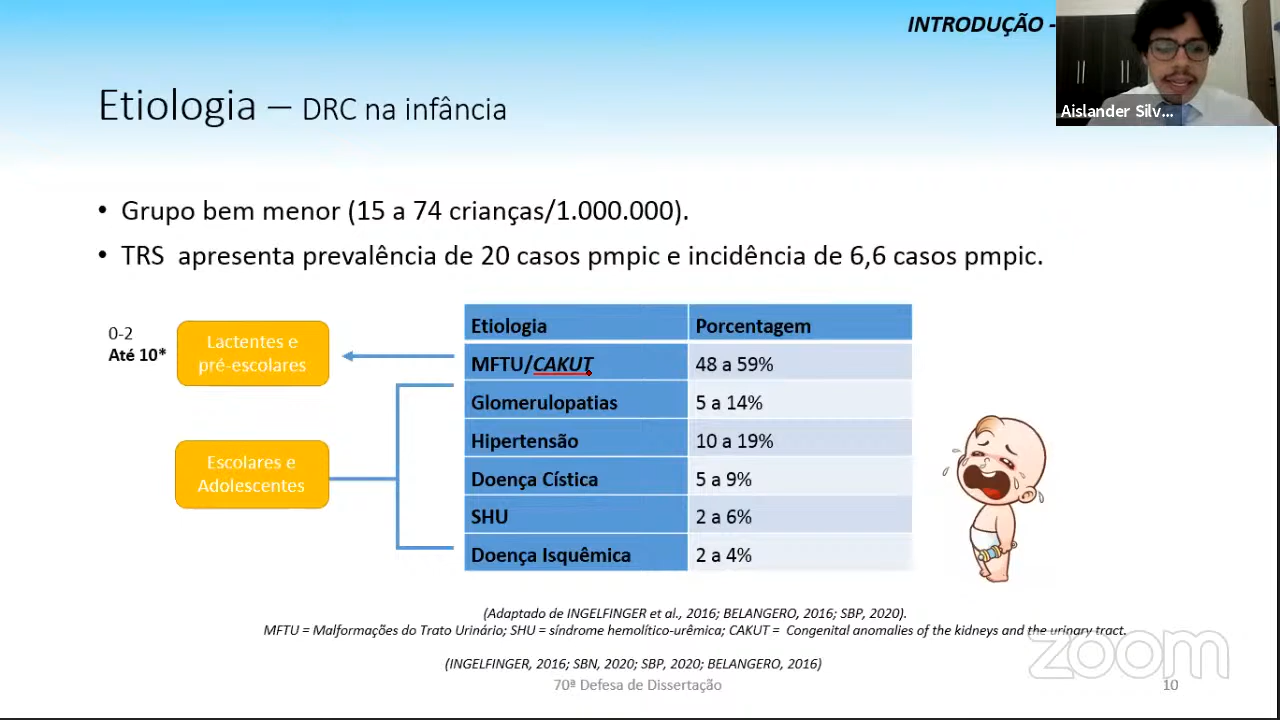 INTRODUÇÃO -
Aislander Silv...
Etiologia – DRC na infância
• Grupo bem menor (15 a 74 crianças/1.000.000).
• TRS apresenta prevalência de 20 casos pmpic e incidência de 6,6 casos pmpic.
0-2
Até 10*
Lactentes e
pré-escolares
Escolares e
Adolescentes
Etiologia Porcentagem
MFTU/CAKUT 48 a 59%
Glomerulopatias 5 a 14%
Hipertensão 10 a 19%
Doença Cística 5 a 9%
SHU 2 a 6%
Doença Isquêmica 2 a 4%
(Adaptado de INGELFINGER et al., 2016; BELANGERO, 2016; SBP, 2020).
MFTU = Malformações do Trato Urinário; SHU = síndrome hemolítico-urêmica; CAKUT = Congenital anomalies of the kidneys and the urinary tract.
(INGELFINGER, 2016; SBN, 2020; SBP, 2020; BELANGERO, 2016)
zoom
70ª Defesa de Dissertação
10